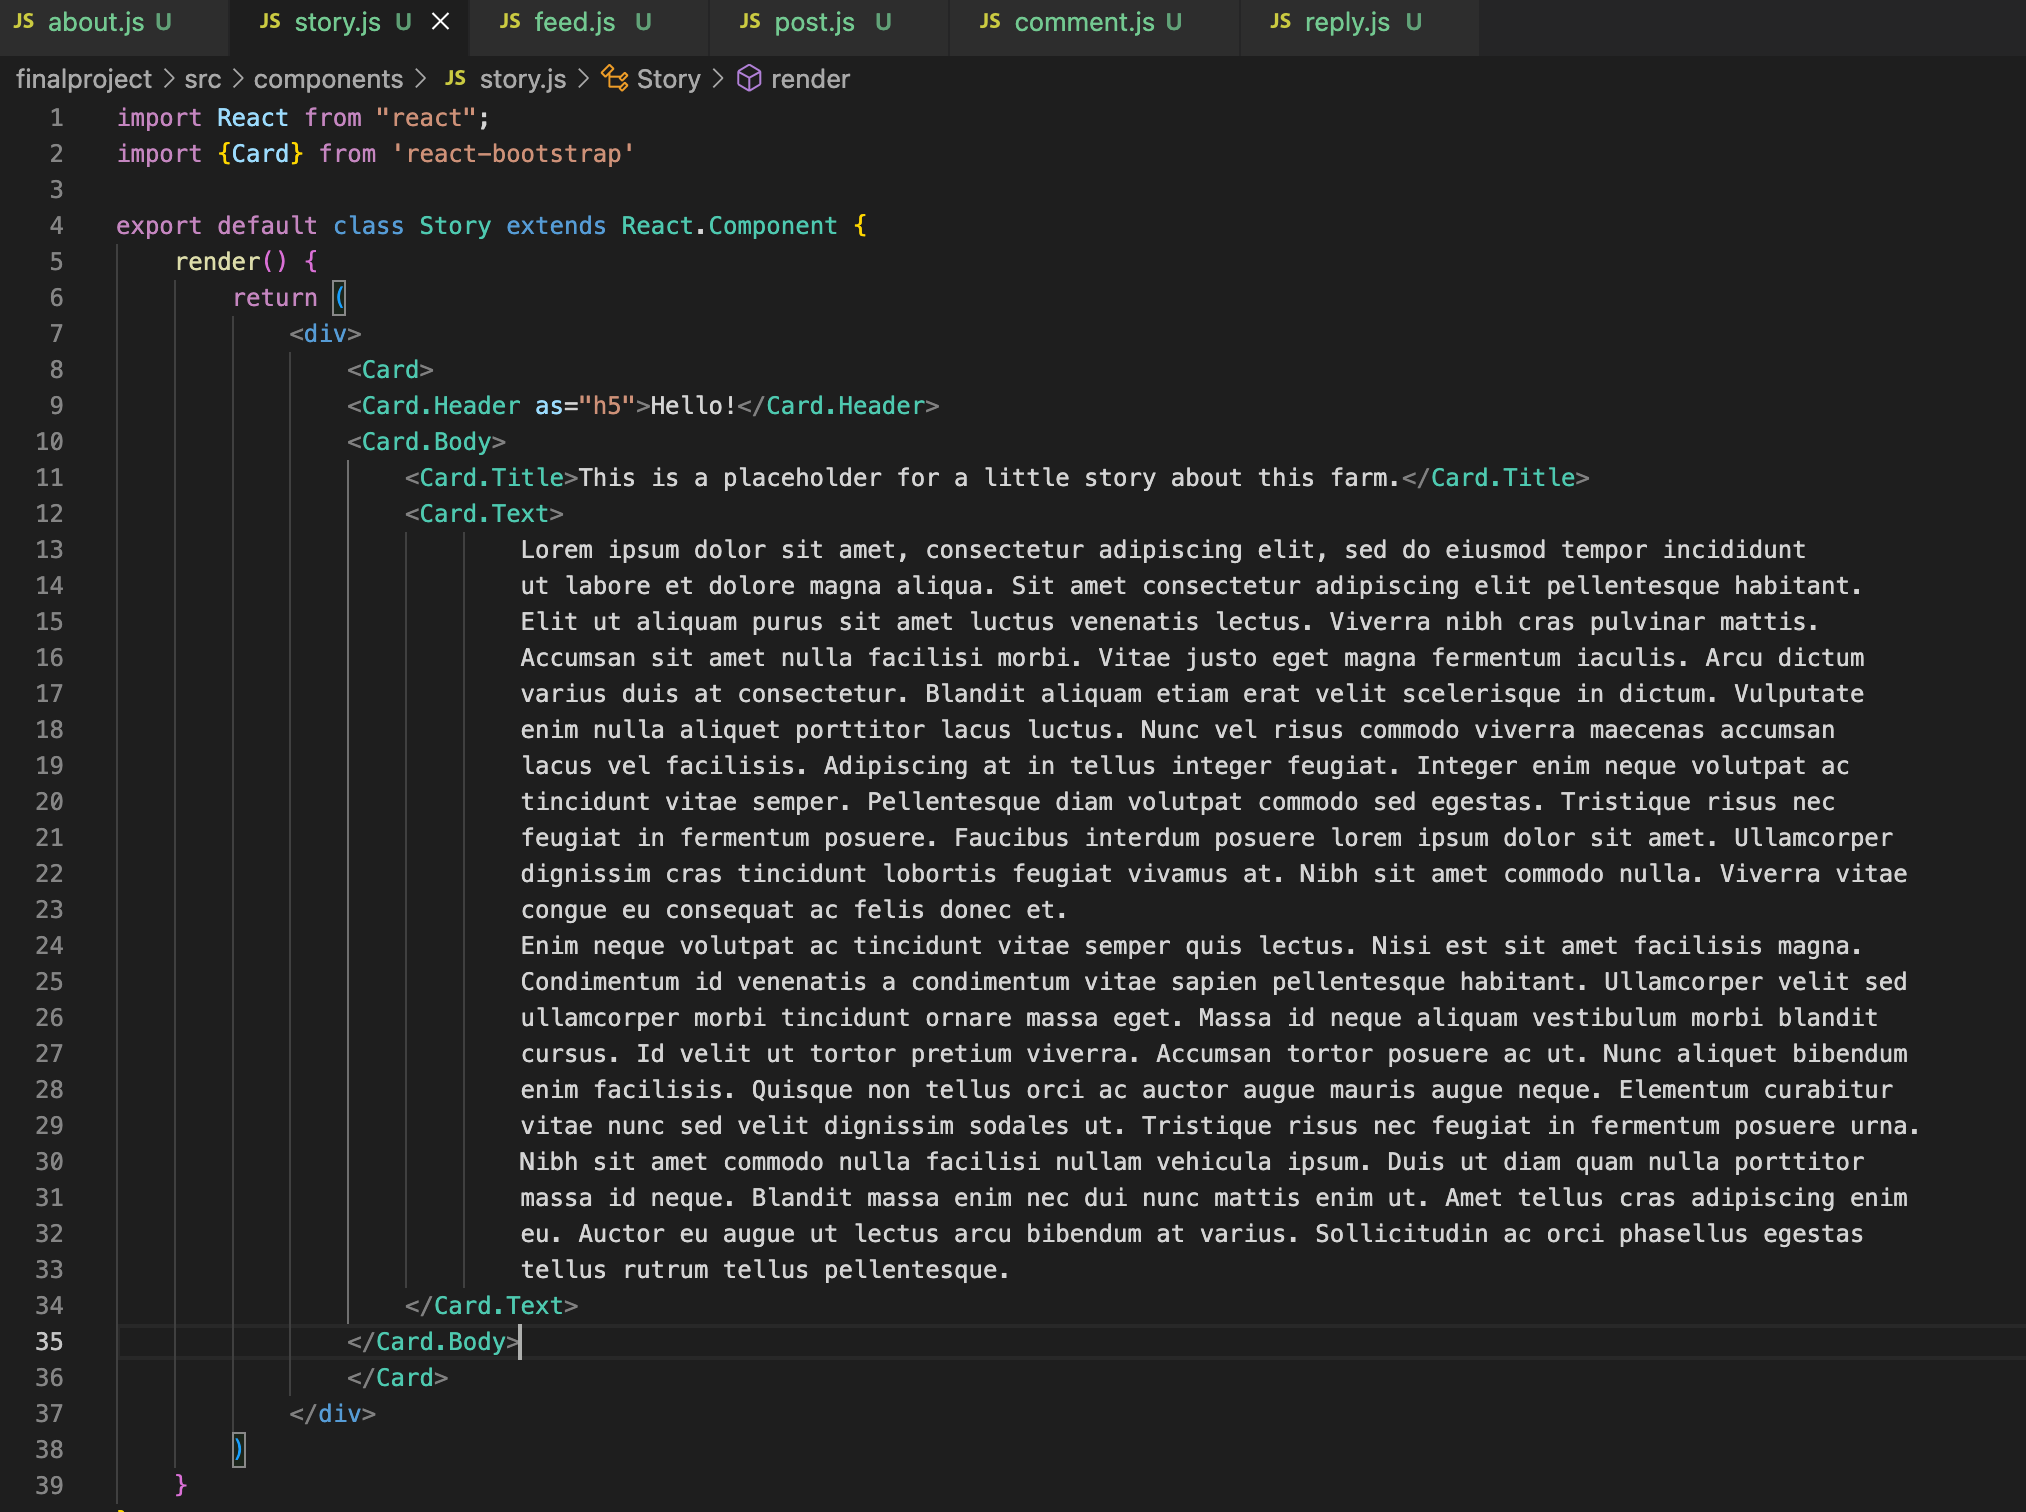 JS about.js U JS story.js U JS feed.js U JS post.js U JS comment.js U JS reply.js U
finalproject > src > components > JS story.js > Story > render
1 import React from "react";
2 import {Card} from 'react-bootstrap'
3
4 export default class Story extends React.Component {
5 render() {
6 return (
7 <div>
8 <Card>
9 <Card.Header as="h5">Hello!</Card.Header>
10 <Card.Body>
11 <Card.Title>This is a placeholder for a little story about this farm.</Card.Title>
12 <Card.Text>
13 Lorem ipsum dolor sit amet, consectetur adipiscing elit, sed do eiusmod tempor incididunt
14 ut labore et dolore magna aliqua. Sit amet consectetur adipiscing elit pellentesque habitant.
15 Elit ut aliquam purus sit amet luctus venenatis lectus. Viverra nibh cras pulvinar mattis.
16 Accumsan sit amet nulla facilisi morbi. Vitae justo eget magna fermentum iaculis. Arcu dictum
17 varius duis at consectetur. Blandit aliquam etiam erat velit scelerisque in dictum. Vulputate
18 enim nulla aliquet porttitor lacus luctus. Nunc vel risus commodo viverra maecenas accumsan
19 lacus vel facilisis. Adipiscing at in tellus integer feugiat. Integer enim neque volutpat ac
20 tincidunt vitae semper. Pellentesque diam volutpat commodo sed egestas. Tristique risus nec
21 feugiat in fermentum posuere. Faucibus interdum posuere lorem ipsum dolor sit amet. Ullamcorper
22 dignissim cras tincidunt lobortis feugiat vivamus at. Nibh sit amet commodo nulla. Viverra vitae
23 congue eu consequat ac felis donec et.
24 Enim neque volutpat ac tincidunt vitae semper quis lectus. Nisi est sit amet facilisis magna.
25 Condimentum id venenatis a condimentum vitae sapien pellentesque habitant. Ullamcorper velit sed
26 ullamcorper morbi tincidunt ornare massa eget. Massa id neque aliquam vestibulum morbi blandit
27 cursus. Id velit ut tortor pretium viverra. Accumsan tortor posuere ac ut. Nunc aliquet bibendum
28 enim facilisis. Quisque non tellus orci ac auctor augue mauris augue neque. Elementum curabitur
29 vitae nunc sed velit dignissim sodales ut. Tristique risus nec feugiat in fermentum posuere urna.
30 Nibh sit amet commodo nulla facilisi nullam vehicula ipsum. Duis ut diam quam nulla porttitor
31 massa id neque. Blandit massa enim nec dui nunc mattis enim ut. Amet tellus cras adipiscing enim
32 eu. Auctor eu augue ut lectus arcu bibendum at varius. Sollicitudin ac orci phasellus egestas
33 tellus rutrum tellus pellentesque.
34 </Card.Text>
35 </Card.Body>
36 </Card>
37 </div>
38 )
39 }